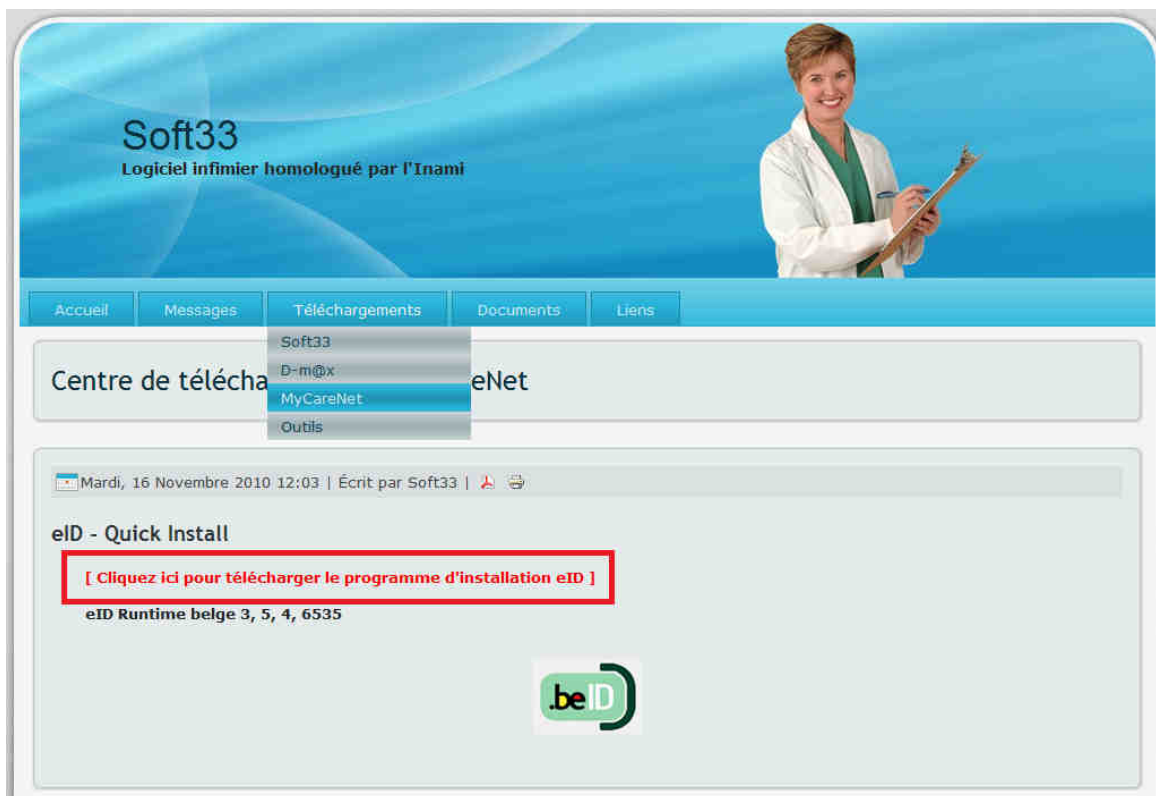 Soft33
Logiciel infimier homologué par l'Inami
Accueil Messages Téléchargements Documents Liens
Soft33
D-m@x
MyCareNet
Outils
Centre de télécha eNet
Mardi, 16 Novembre 2010 12:03 | Écrit par Soft33 |
eID - Quick Install
[ Cliquez ici pour télécharger le programme d'installation eID ]
eID Runtime belge 3, 5, 4, 6535
.beID